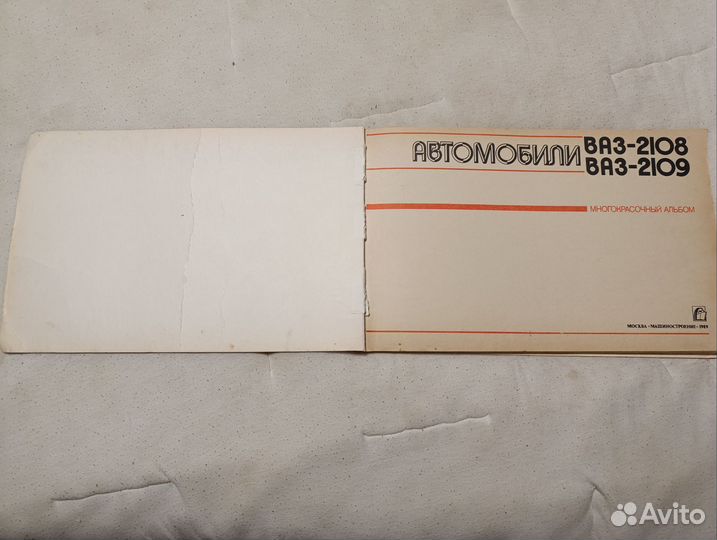 АВТОМОБИЛИ ВАЗ-2108
ВАЗ-2109
МНОГОКРАСОЧНЫЙ АЛЬБОМ
МОСКВА · МАШИНОСТРОЕНИЕ · 1989
Avito